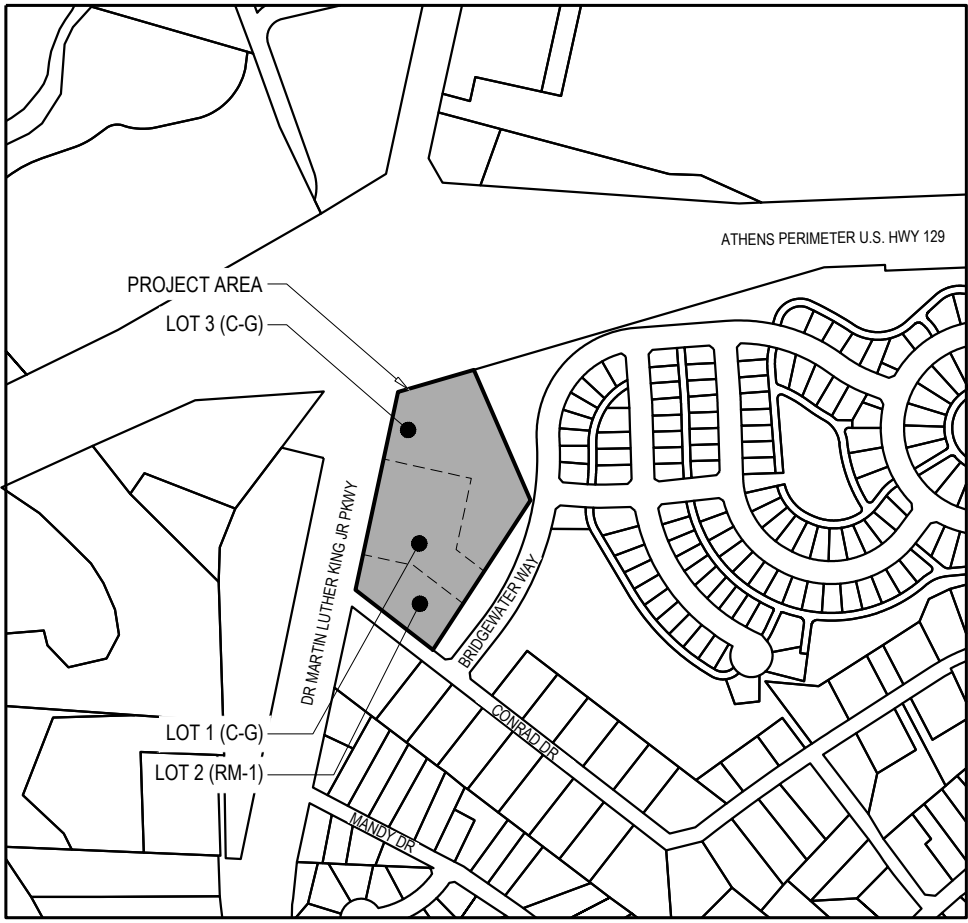 ATHENS PERIMETER U.S. HWY 129
PROJECT AREA
LOT 3 (C-G)
DR MARTIN LUTHER KING JR PKWY
BRIDGEWATER WAY
LOT 1 (C-G)
CONRAD DR
LOT 2 (RM-1)
MANDY DR